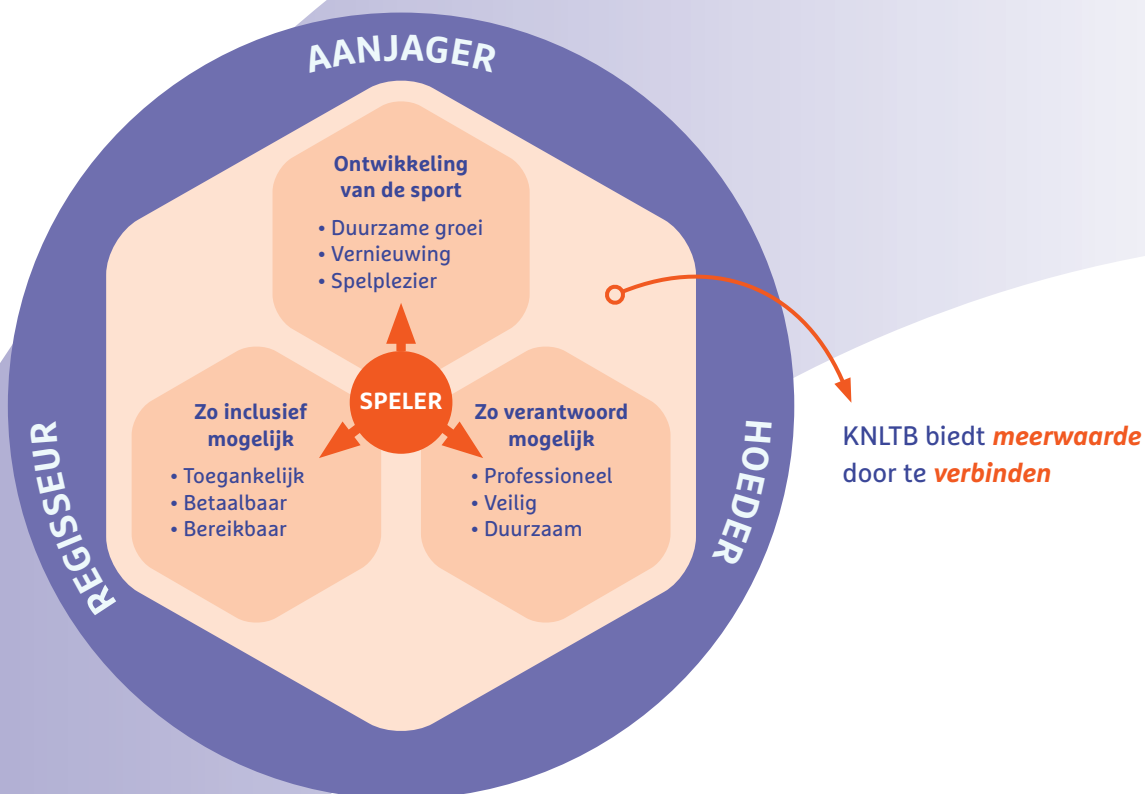 AANJAGER
Ontwikkeling
van de sport
• Duurzame groei
• Vernieuwing
• Spelplezier
SPELER
Zo inclusief
mogelijk
• Toegankelijk
• Betaalbaar
• Bereikbaar
Zo verantwoord
mogelijk
• Professioneel
• Veilig
• Duurzaam
REGISSEUR
HOEDER
KNLTB biedt meerwaarde
door te verbinden